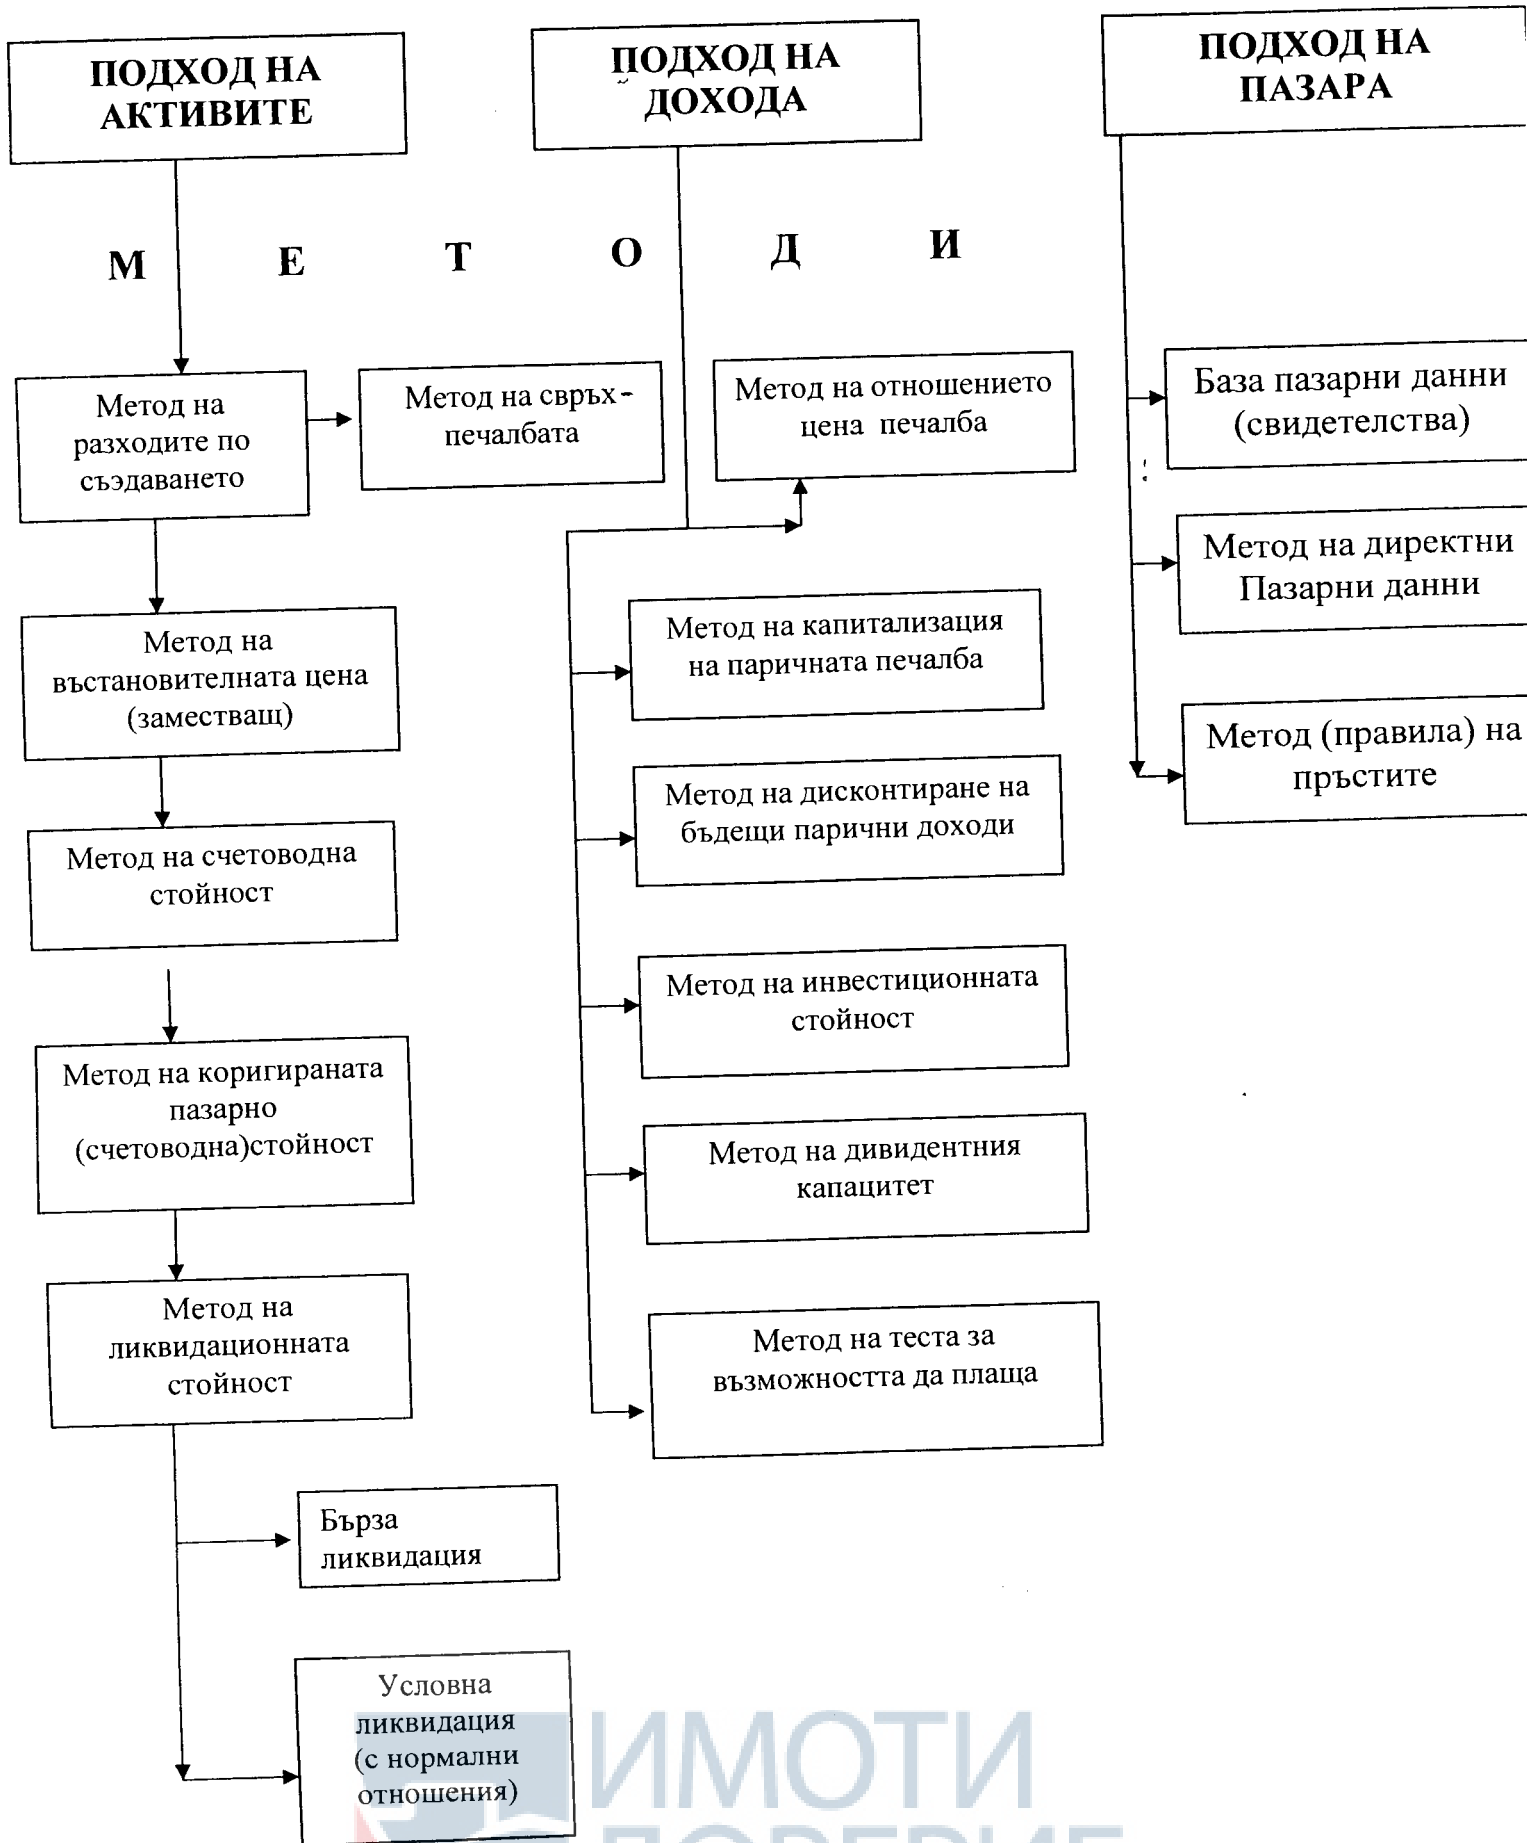 ПОДХОД НА
АКТИВИТЕ
ПОДХОД НА
ДОХОДА
ПОДХОД НА
ПАЗАРА
М Е Т О Д И
Метод на
разходите по
съэдаването
Метод на свръх-
печалбата
Метод на
въстановителната цена
(заместващ)
Метод на счетоводна
стойност
Метод на коригираната
пазарно
(счетоводна)стойност
Метод на
ликвидационната
стойност
Бърза
ликвидация
Условна
ликвидация
(с нормални
отношения)
Метод на отношението
цена печалба
Метод на капитализация
на паричната печалба
Метод на дисконтиране на
бъдещи парични доходи
Метод на инвестиционната
стойност
Метод на дивидентния
капацитет
Метод на теста за
възможността да плаща
База пазарни данни
(свидетелства)
Метод на директни
Пазарни данни
Метод (правила) на
пръстите
ИМОТИ
ДОВЕРИЕ